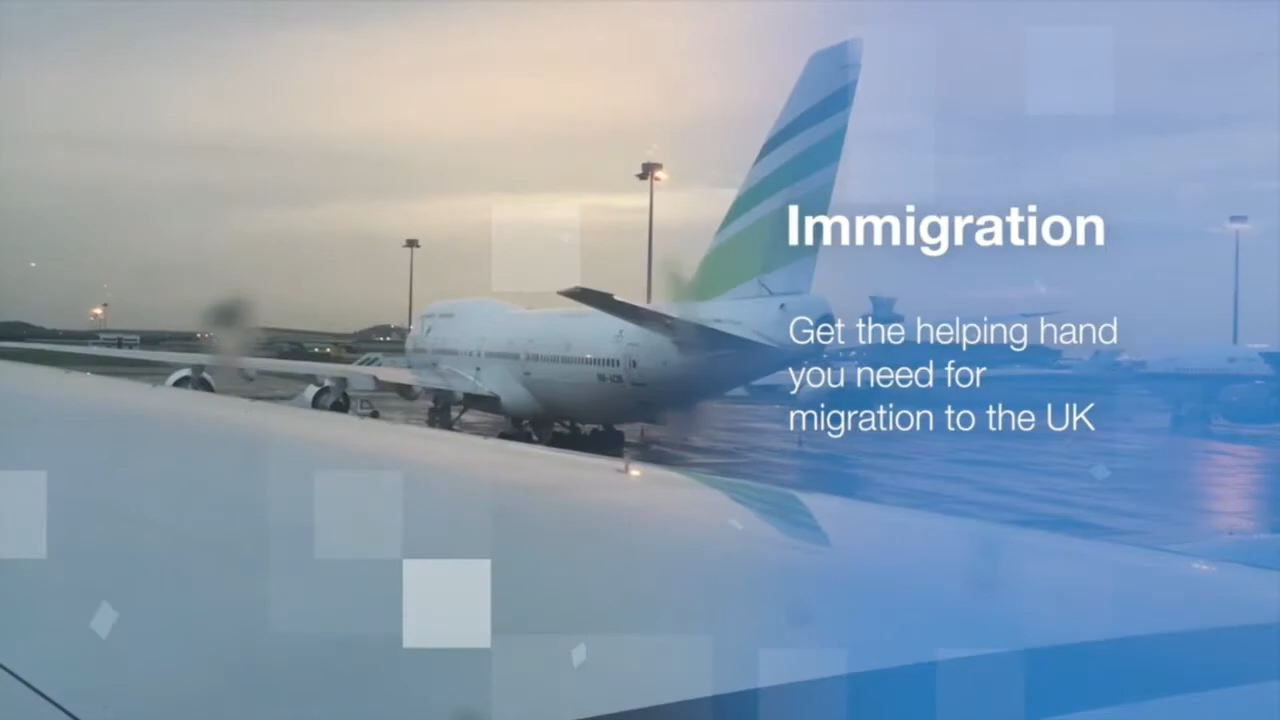 Immigration
Get the helping hand
you need for
migration to the UK